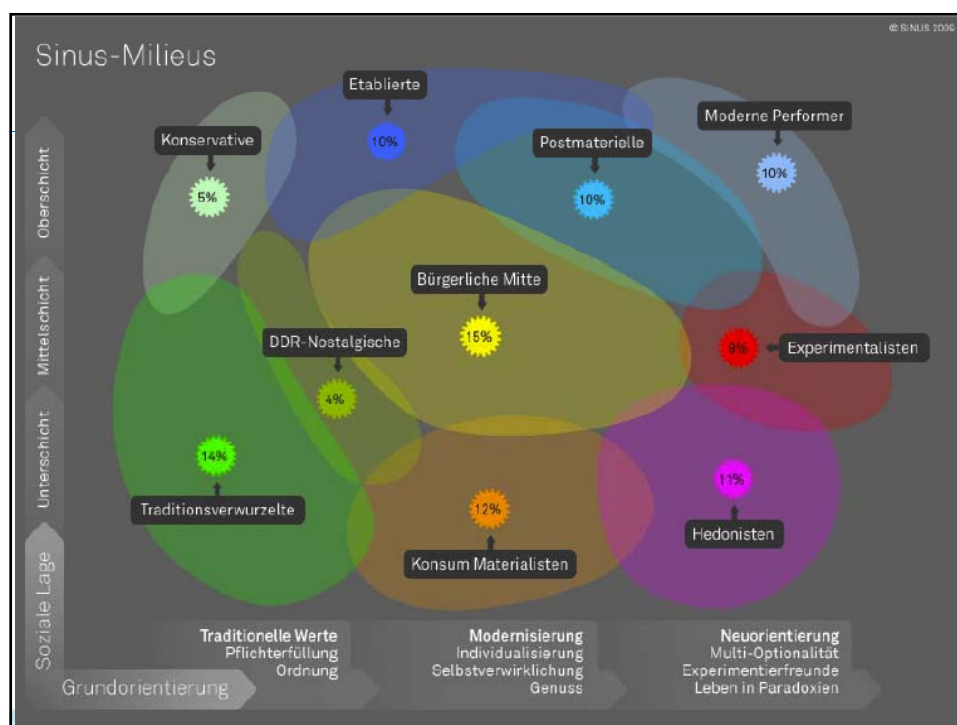 © SINUS 2009
Sinus-Milieus
Etablierte
10%
Moderne Performer
10%
Konservative
5%
Postmaterielle
10%
Bürgerliche Mitte
15%
DDR-Nostalgische
4%
9%
Experimentalisten
14%
Traditionsverwurzelte
12%
Konsum Materialisten
11%
Hedonisten
Oberschicht
Mittelschicht
Unterschicht
Soziale Lage
Grundorientierung
Traditionelle Werte
Pflichterfüllung
Ordnung
Modernisierung
Individualisierung
Selbstverwirklichung
Genuss
Neuorientierung
Multi-Optionalität
Experimentierfreunde
Leben in Paradoxien